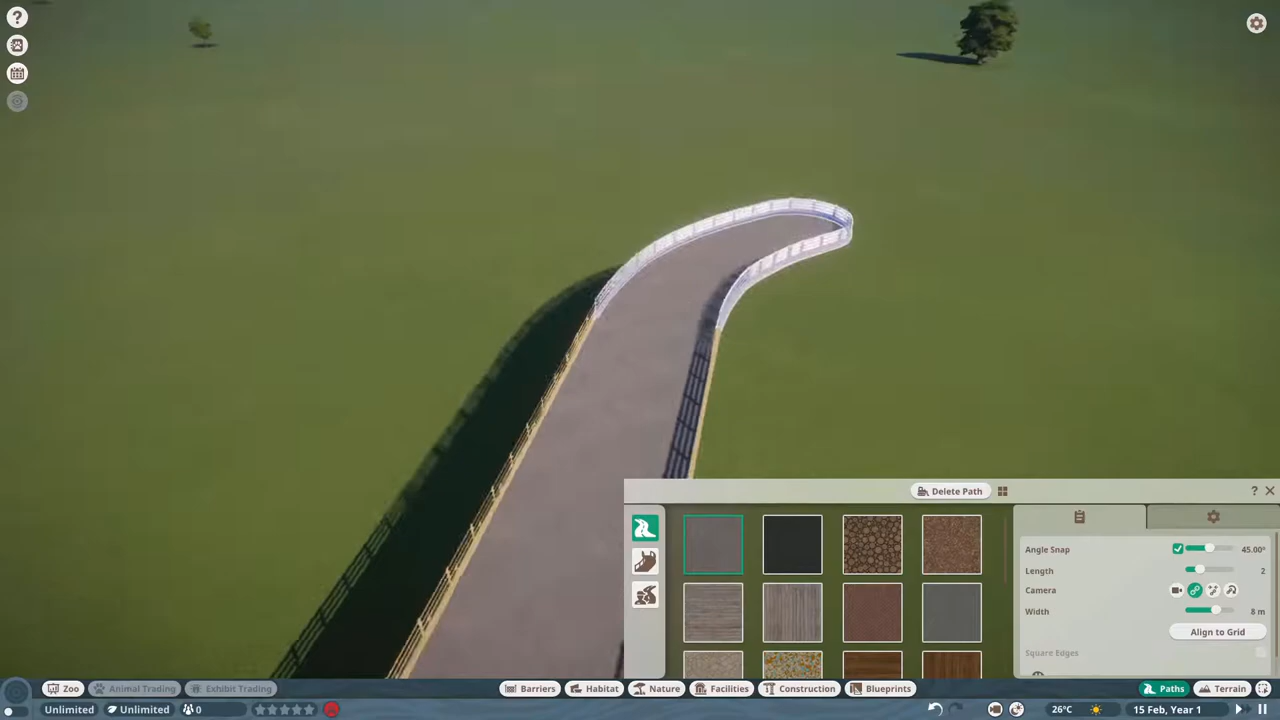 ?
Delete Path
?
Angle Snap 45.00°
Length 2
Camera
Width 8 m
Align to Grid
Square Edges
Zoo Animal Trading Exhibit Trading Barriers Habitat Nature Facilities Construction Blueprints Paths Terrain
Unlimited Unlimited 0 26°C 15 Feb, Year 1